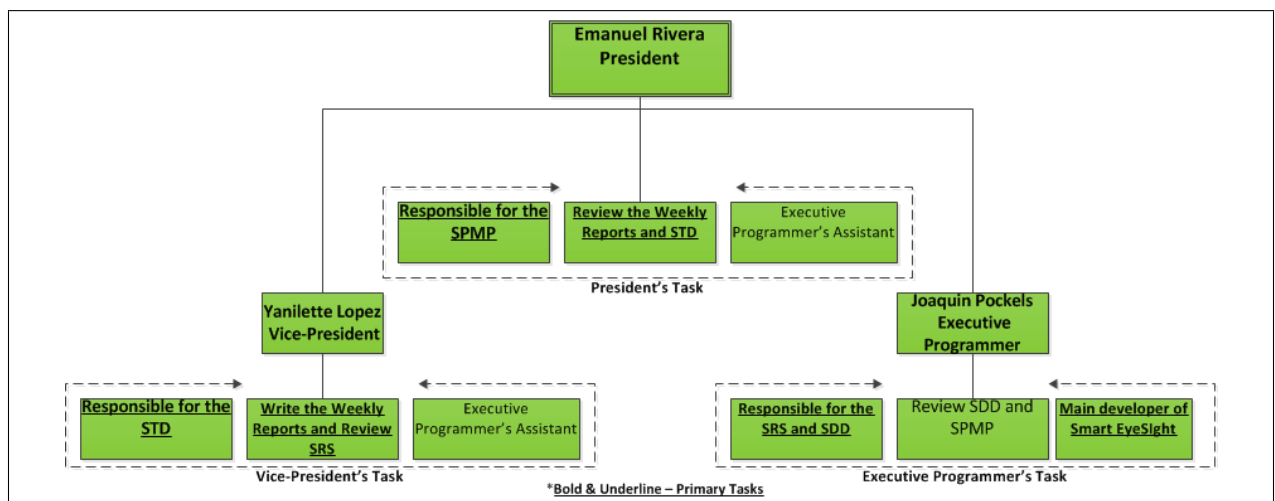 Emanuel Rivera
President
Responsible for the
SPMP
Review the Weekly
Reports and STD
Executive
Programmer's Assistant
President's Task
Yanilette Lopez
Vice-President
Joaquin Pockels
Executive
Programmer
Responsible for the
STD
Write the Weekly
Reports and Review
SRS
Executive
Programmer's Assistant
Vice-President's Task
Responsible for the
SRS and SDD
Review SDD and
SPMP
Main developer of
Smart EyeSIght
Executive Programmer's Task
*Bold & Underline – Primary Tasks